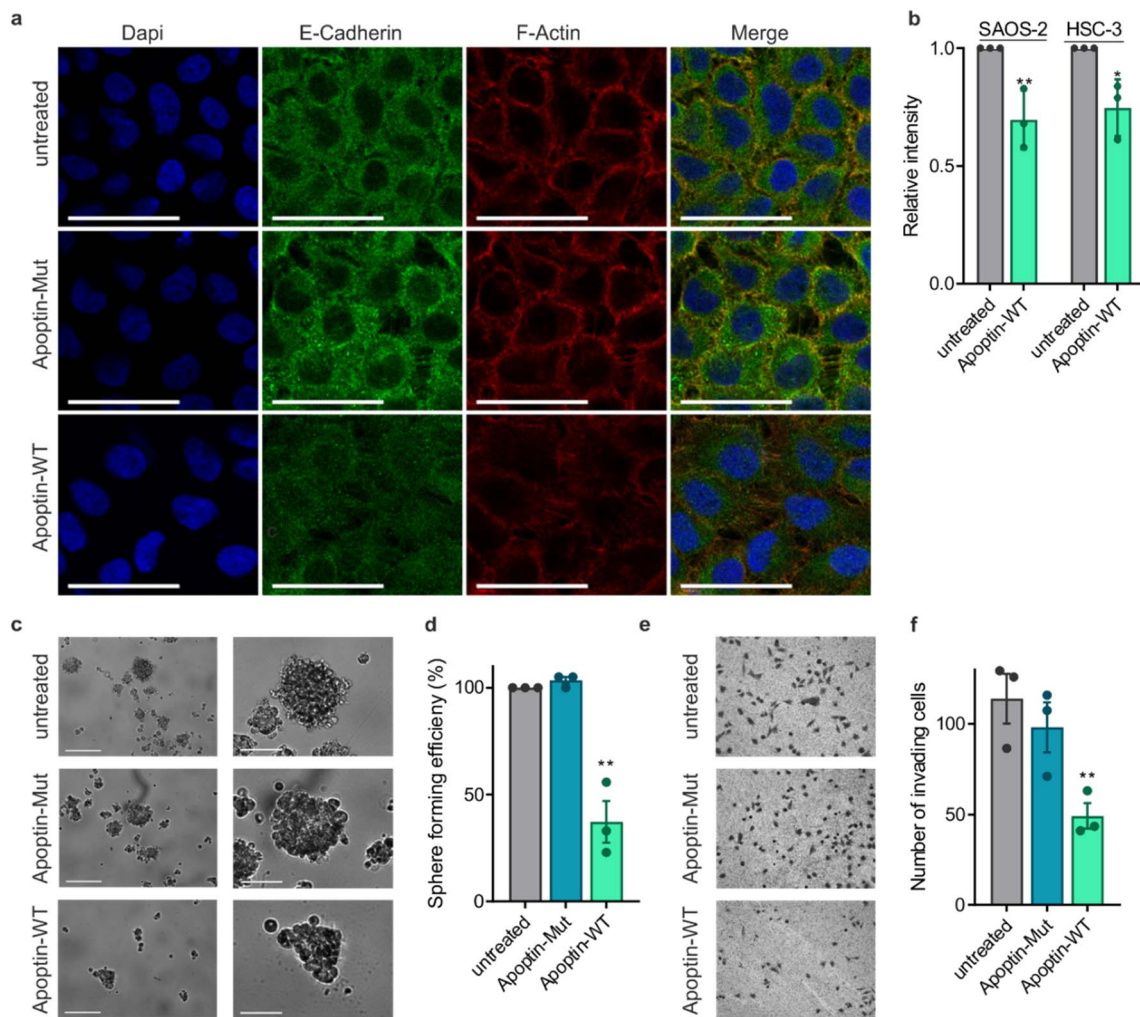 a
Dapi
E-Cadherin
F-Actin
Merge
untreated
Apoptin-Mut
Apoptin-WT
c
b
SAOS-2
HSC-3
1.0
0.5
0.0
Relative intensity
**
*
untreated
Apoptin-WT
untreated
Apoptin-WT
c
untreated
Apoptin-Mut
Apoptin-WT
d
Sphere forming efficieny (%)
100
50
0
**
untreated
Apoptin-Mut
Apoptin-WT
e
untreated
Apoptin-Mut
Apoptin-WT
f
Number of invading cells
100
50
0
**
untreated
Apoptin-Mut
Apoptin-WT